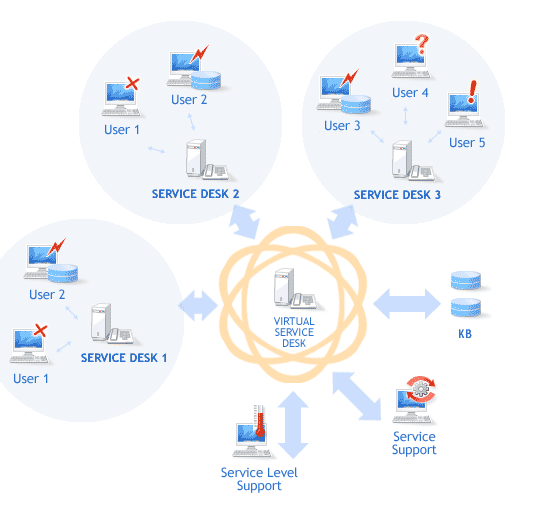 User 4
User 2
User 1
User 3
User 5
SERVICE DESK 2
SERVICE DESK 3
User 2
VIRTUAL
SERVICE
DESK
KB
SERVICE DESK 1
User 1
Service
Support
Service Level
Support